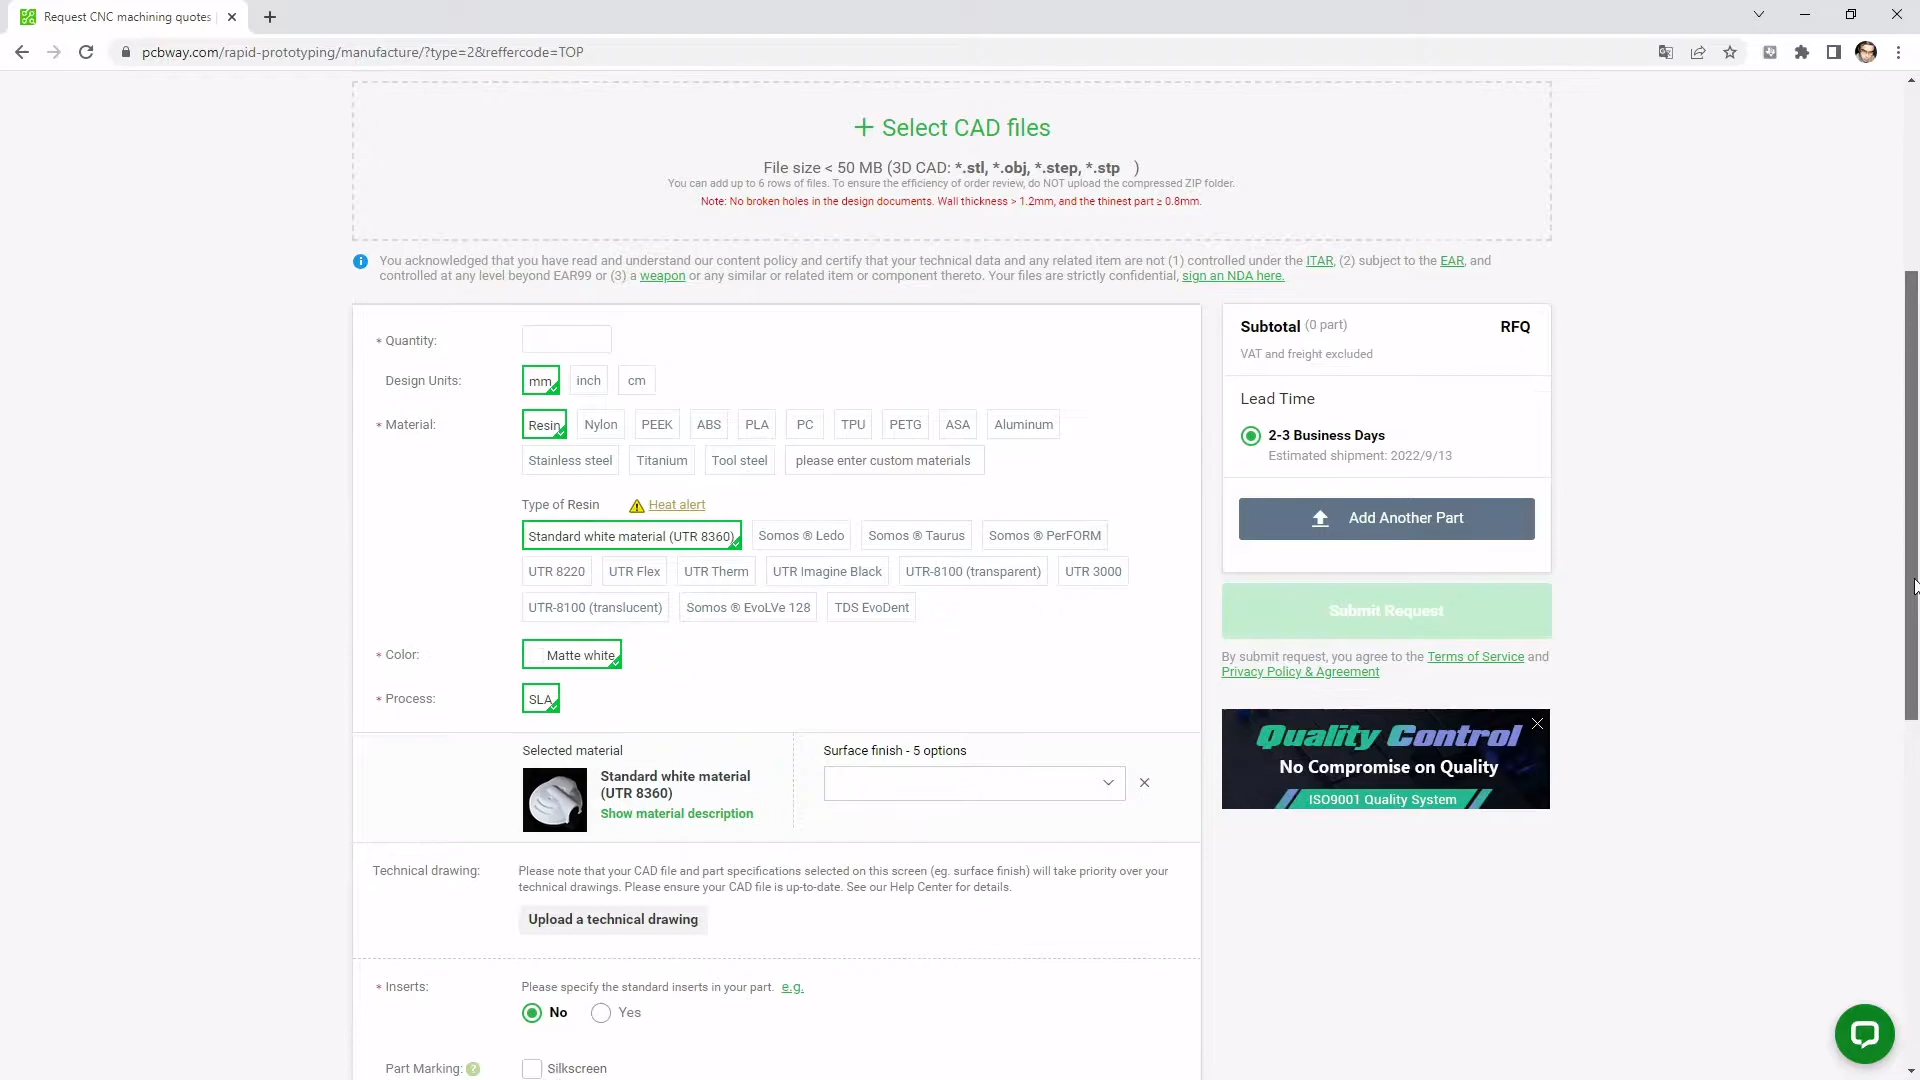 Request CNC machining quotes
pcbway.com/rapid-prototyping/manufacture/?type=2&reffercode=TOP
+ Select CAD files
File size < 50 MB (3D CAD: *.stl, *.obj, *.step, *.stp )
You can add up to 6 rows of files. To ensure the efficiency of order review, do NOT upload the compressed ZIP folder.
Note: No broken holes in the design documents. Wall thickness > 1.2mm, and the thinest part ≥ 0.8mm.
You acknowledged that you have read and understand our content policy and certify that your technical data and any related item are not (1) controlled under the ITAR, (2) subject to the EAR, and
controlled at any level beyond EAR99 or (3) a weapon or any similar or related item or component thereto. Your files are strictly confidential, sign an NDA here.
* Quantity:
Design Units: mm inch cm
* Material: Resin Nylon PEEK ABS PLA PC TPU PETG ASA Aluminum
Stainless steel Titanium Tool steel please enter custom materials
Type of Resin Heat alert
Standard white material (UTR 8360) Somos ® Ledo Somos ® Taurus Somos ® PerFORM
UTR 8220 UTR Flex UTR Therm UTR Imagine Black UTR-8100 (transparent) UTR 3000
UTR-8100 (translucent) Somos ® EvoLVe 128 TDS EvoDent
* Color: Matte white
* Process: SLA
Selected material
Standard white material
(UTR 8360)
Show material description
Surface finish - 5 options
Technical drawing:
Please note that your CAD file and part specifications selected on this screen (eg. surface finish) will take priority over your
technical drawings. Please ensure your CAD file is up-to-date. See our Help Center for details.
Upload a technical drawing
* Inserts: Please specify the standard inserts in your part. e.g.
No Yes
Part Marking: ? Silkscreen
Subtotal (0 part) RFQ
VAT and freight excluded
Lead Time
2-3 Business Days
Estimated shipment: 2022/9/13
Add Another Part
Submit Request
By submit request, you agree to the Terms of Service and
Privacy Policy & Agreement
Quality Control
No Compromise on Quality
ISO9001 Quality System